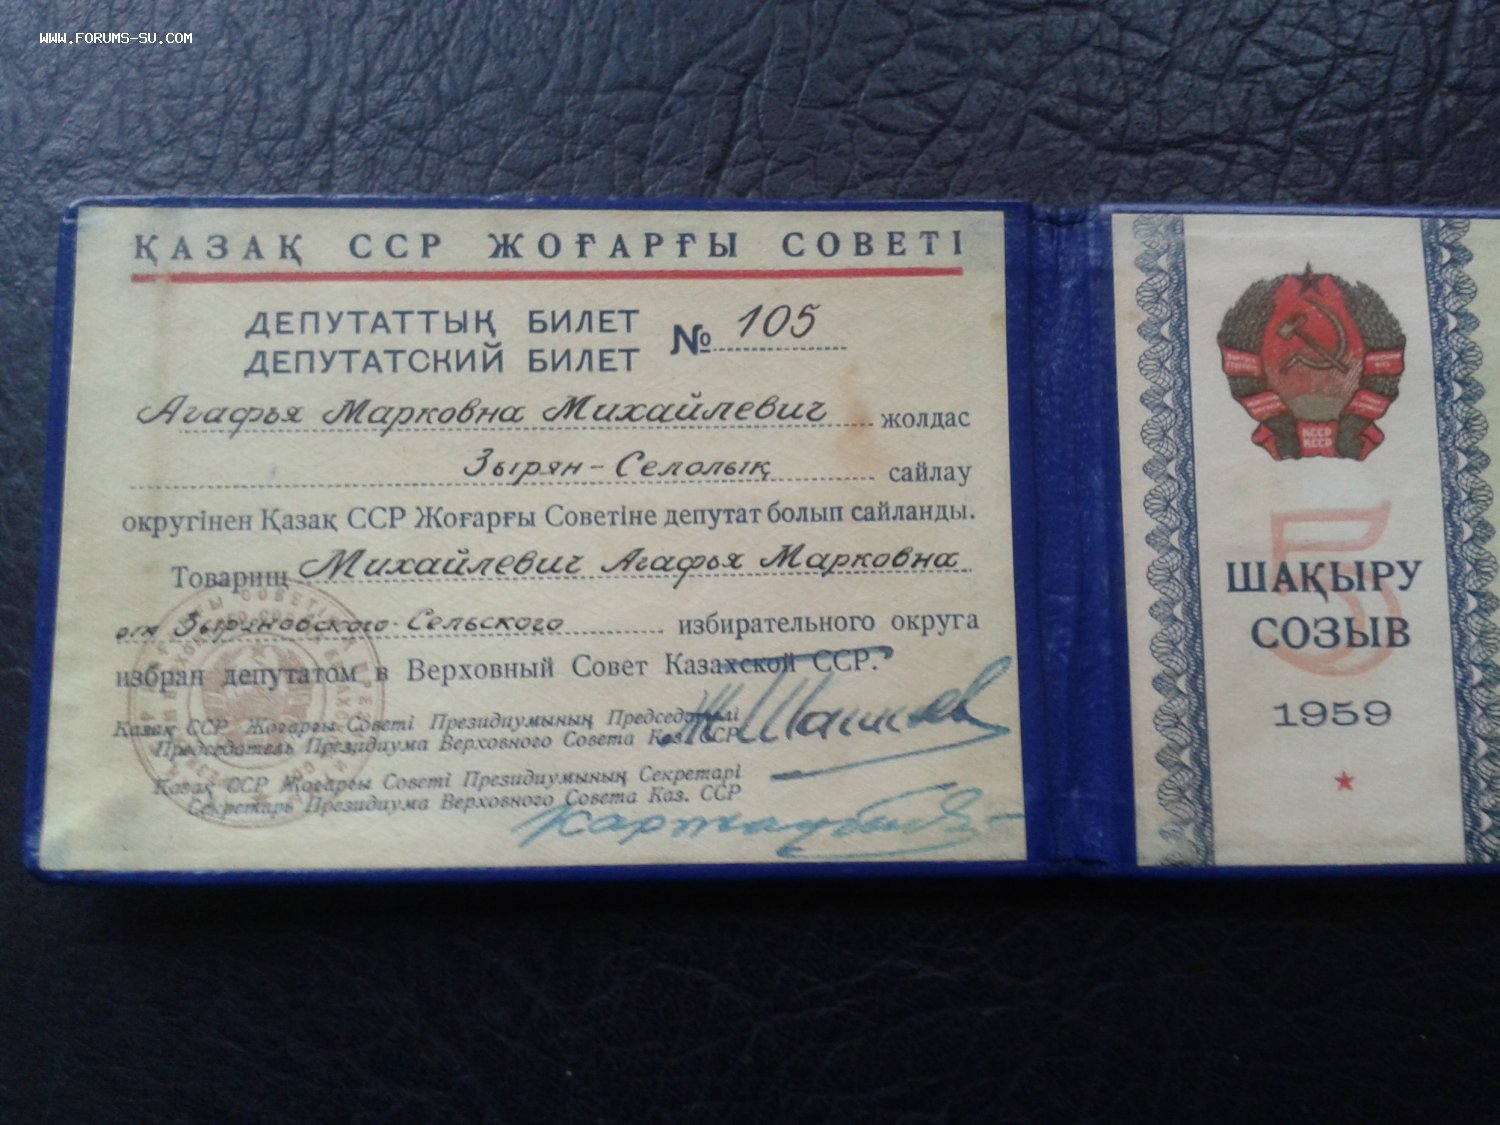 WWW.FORUMS-SU.COM
ҚАЗАҚ ССР ЖОҒАРҒЫ СОВЕТІ
ДЕПУТАТТЫҚ БИЛЕТ
ДЕПУТАТСКИЙ БИЛЕТ
№ 105
Агафья Марковна Михайлевич жолдас
Зырян-Селолық сайлау
округінен Қазақ ССР Жоғарғы Советіне депутат болып сайланды.
Товарищ Михайлевич Агафья Марковна
от Зыряновского-Сельского избирательного округа
избран депутатом в Верховный Совет Казахской ССР.
Қазақ ССР Жоғарғы Советі Президиумының Председателі
Председатель Президиума Верховного Совета Каз. ССР
Қазақ ССР Жоғарғы Советі Президиумының Секретарі
Секретарь Президиума Верховного Совета Каз. ССР
КССР
КССР
5
ШАҚЫРУ
СОЗЫВ
1959